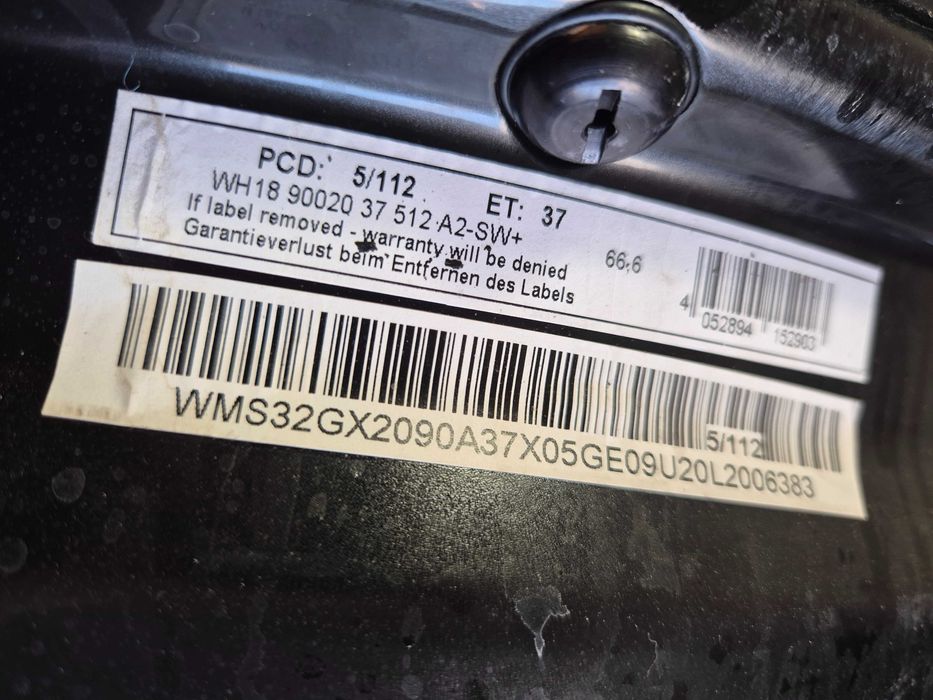 PCD: 5/112 ET: 37
WH18 90020 37 512 A2-SW+ 66,6
If label removed - warranty will be denied
Garantieverlust beim Entfernen des Labels
4 052894 152903
5/112
WMS32GX2090A37X05GE09U20L2006383